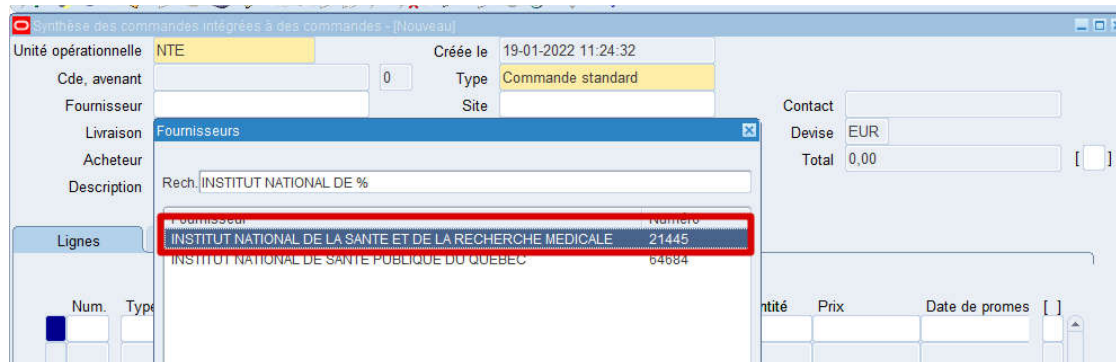 Synthèse des commandes intégrées à des commandes - [Nouveau]
Unité opérationnelle NTE Créée le 19-01-2022 11:24:32
Cde, avenant 0 Type Commande standard
Fournisseur Site Contact
Livraison Devise EUR
Acheteur Total 0,00 [ ]
Description
Fournisseurs
Rech. INSTITUT NATIONAL DE %
Fournisseur Numéro
INSTITUT NATIONAL DE LA SANTE ET DE LA RECHERCHE MEDICALE 21445
INSTITUT NATIONAL DE SANTE PUBLIQUE DU QUEBEC 64684
Lignes
Num. Type ntité Prix Date de promes [ ]